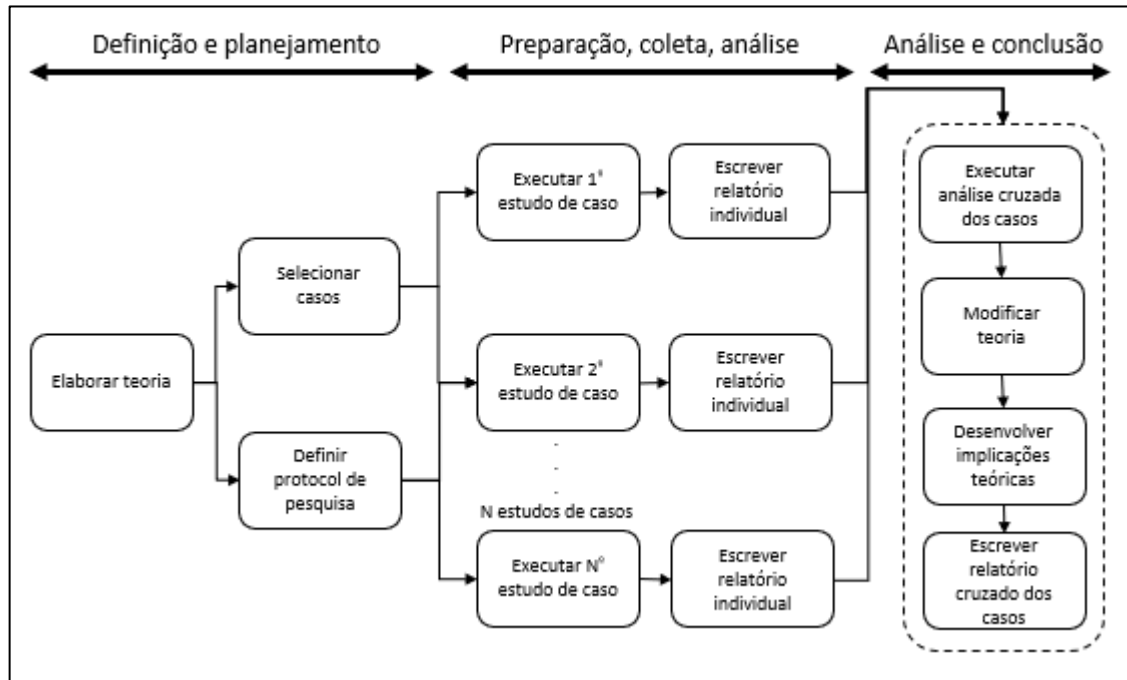 Definição e planejamento
Preparação, coleta, análise
Análise e conclusão
Elaborar teoria
Selecionar
casos
Definir
protocol de
pesquisa
Executar 1°
estudo de caso
Escrever
relatório
individual
Executar 2°
estudo de caso
Escrever
relatório
individual
.
.
.
N estudos de casos
Executar N°
estudo de caso
Escrever
relatório
individual
Executar
análise cruzada
dos casos
Modificar
teoria
Desenvolver
implicações
teóricas
Escrever
relatório
cruzado dos
casos